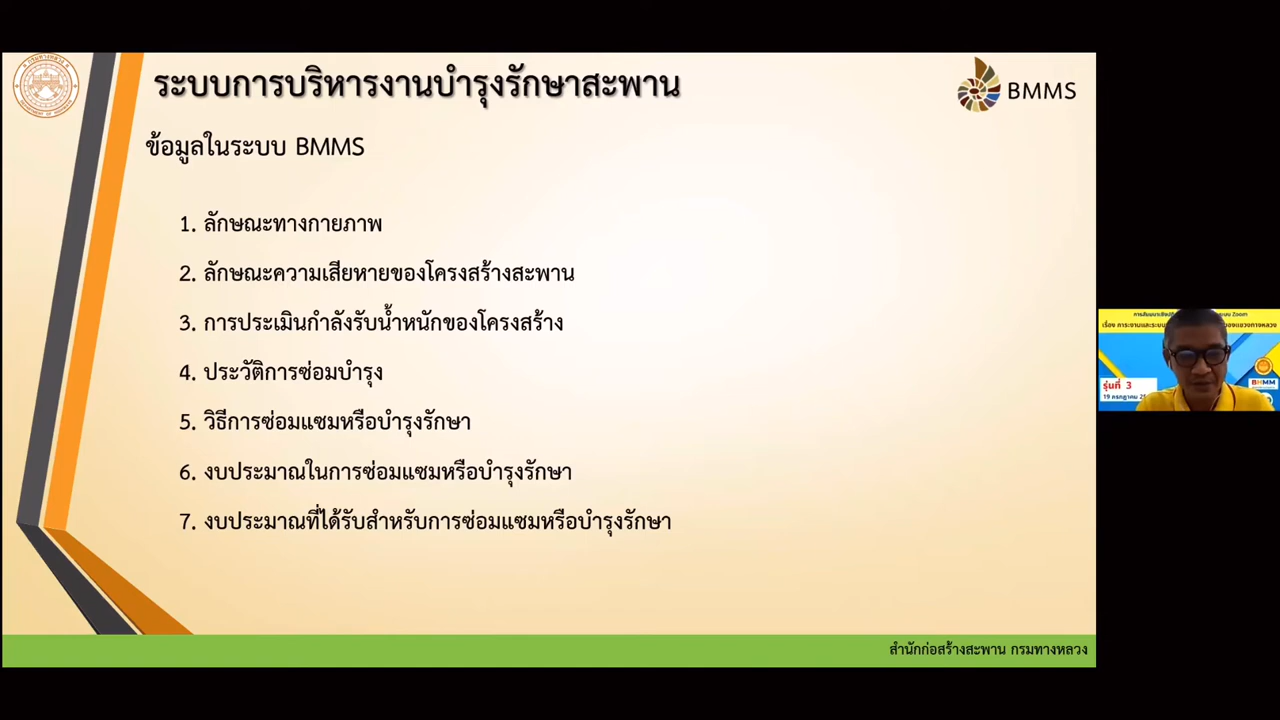 ระบบการบริหารงานบำรุงรักษาสะพาน
BMMS
ข้อมูลในระบบ BMMS
1. ลักษณะทางกายภาพ
2. ลักษณะความเสียหายของโครงสร้างสะพาน
3. การประเมินกำลังรับน้ำหนักของโครงสร้าง
4. ประวัติการซ่อมบำรุง
5. วิธีการซ่อมแซมหรือบำรุงรักษา
6. งบประมาณในการซ่อมแซมหรือบำรุงรักษา
7. งบประมาณที่ได้รับสำหรับการซ่อมแซมหรือบำรุงรักษา
สำนักก่อสร้างสะพาน กรมทางหลวง
Zoom
เรื่อง
รุ่นที่ 3
19 กรกฎาคม